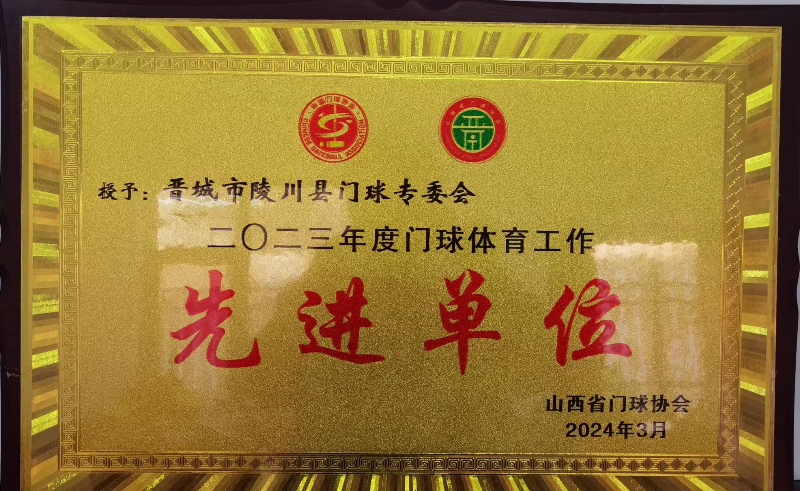 授予：晋城市陵川县门球专委会
二〇二三年度门球体育工作
先进单位
山西省门球协会
2024年3月